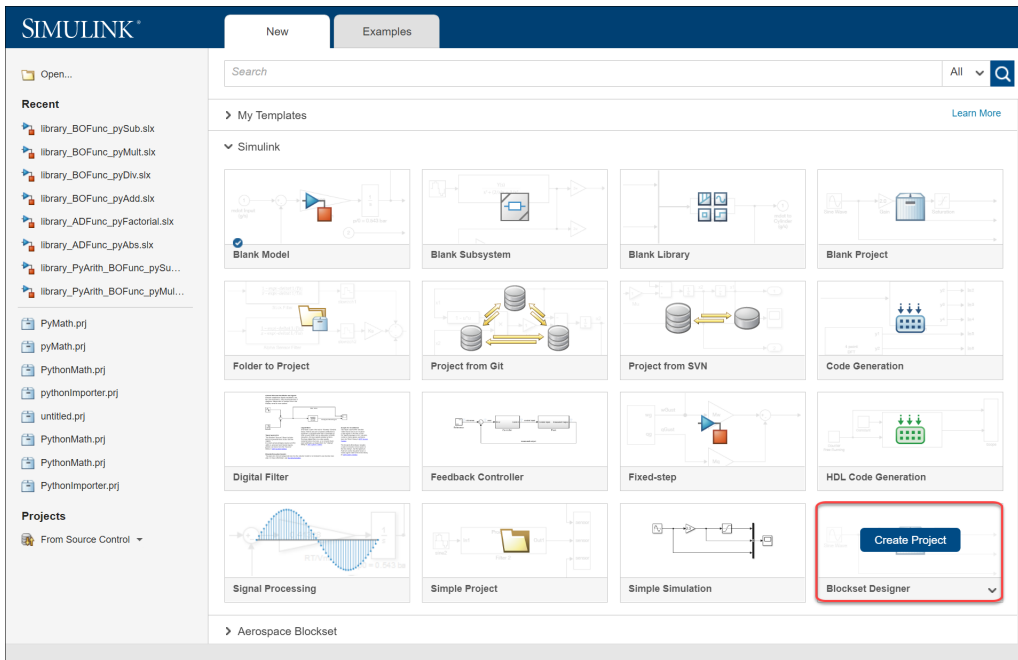 SIMULINK®
New
Examples
Open...
Search
All
Recent
My Templates
Learn More
library_BOFunc_pySub.slx
library_BOFunc_pyMult.slx
library_BOFunc_pyDiv.slx
library_BOFunc_pyAdd.slx
library_ADFunc_pyFactorial.slx
library_ADFunc_pyAbs.slx
library_PyArith_BOFunc_pySu...
library_PyArith_BOFunc_pyMul...
PyMath.prj
pyMath.prj
PythonMath.prj
pythonImporter.prj
untitled.prj
PythonMath.prj
PythonMath.prj
PythonImporter.prj
Projects
From Source Control
Simulink
Blank Model
Blank Subsystem
Blank Library
Blank Project
Folder to Project
Project from Git
Project from SVN
Code Generation
Digital Filter
Feedback Controller
Fixed-step
HDL Code Generation
Create Project
Signal Processing
Simple Project
Simple Simulation
Blockset Designer
Aerospace Blockset